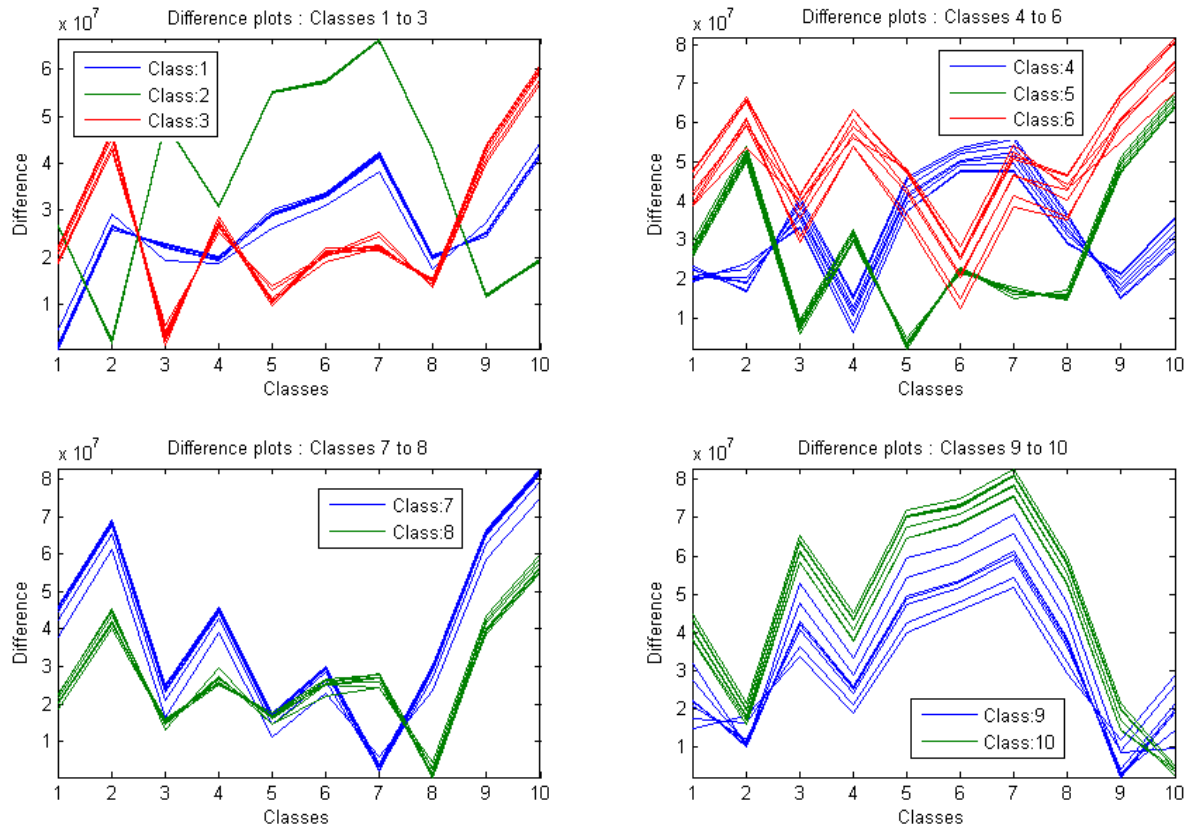 Difference plots : Classes 1 to 3
x 10^7
6
5
4
3
2
1
Difference
Class:1
Class:2
Class:3
1 2 3 4 5 6 7 8 9 10
Classes
Difference plots : Classes 4 to 6
x 10^7
8
7
6
5
4
3
2
1
Difference
Class:4
Class:5
Class:6
1 2 3 4 5 6 7 8 9 10
Classes
Difference plots : Classes 7 to 8
x 10^7
8
7
6
5
4
3
2
1
Difference
Class:7
Class:8
1 2 3 4 5 6 7 8 9 10
Classes
Difference plots : Classes 9 to 10
x 10^7
8
7
6
5
4
3
2
1
Difference
Class:9
Class:10
1 2 3 4 5 6 7 8 9 10
Classes